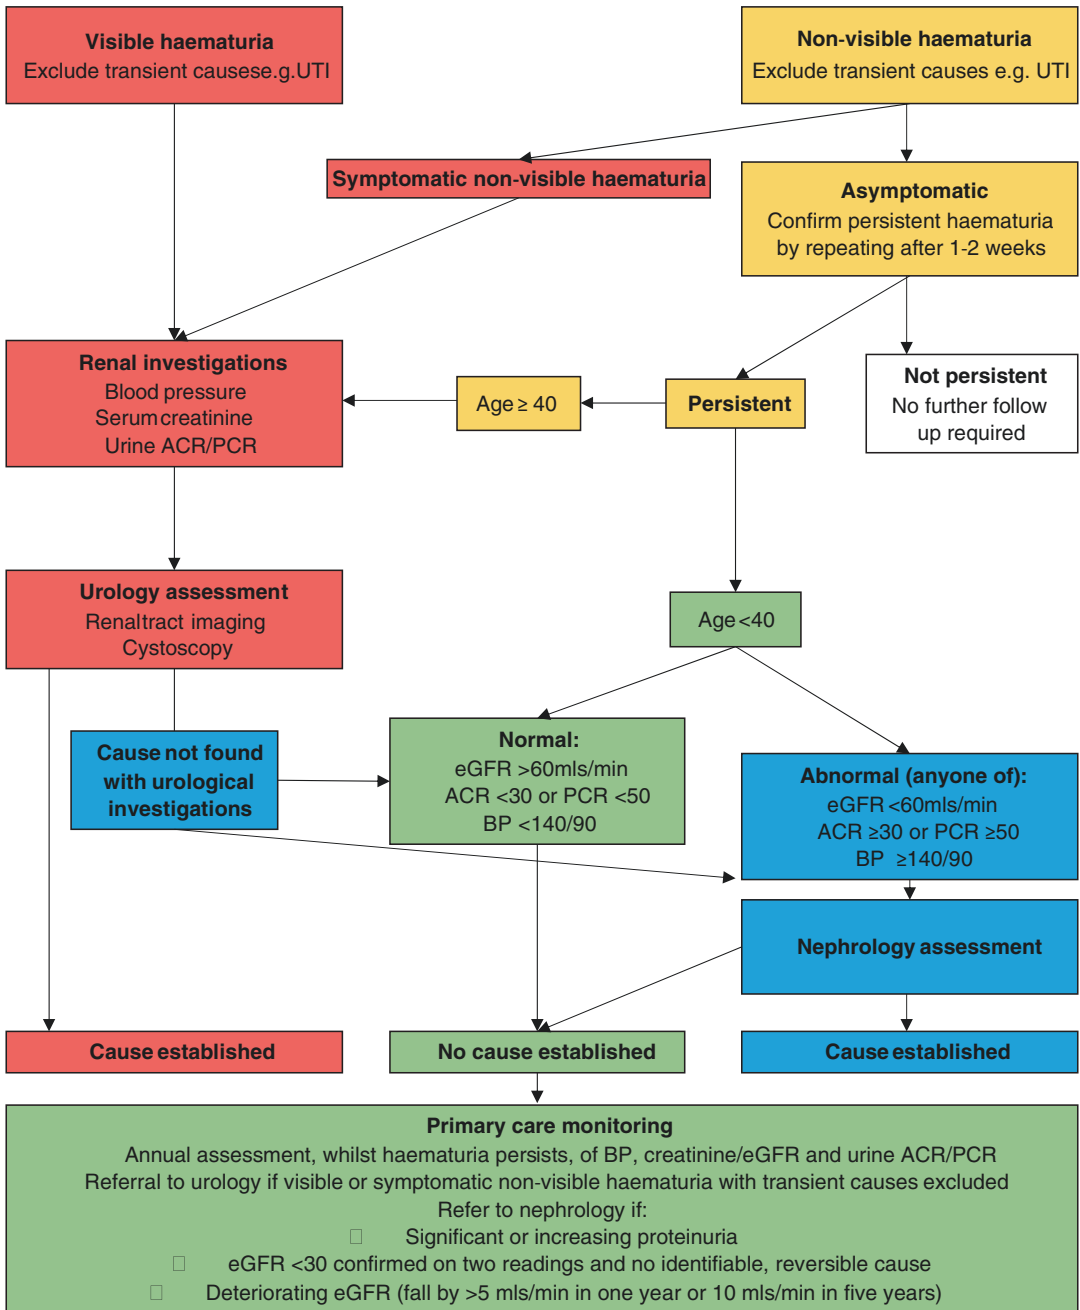 Visible haematuria
Exclude transient causese.g.UTI
Non-visible haematuria
Exclude transient causes e.g. UTI
Symptomatic non-visible haematuria
Asymptomatic
Confirm persistent haematuria
by repeating after 1-2 weeks
Renal investigations
Blood pressure
Serum creatinine
Urine ACR/PCR
Age ≥ 40
Persistent
Not persistent
No further follow
up required
Urology assessment
Renal tract imaging
Cystoscopy
Age <40
Cause not found
with urological
investigations
Normal:
eGFR >60mls/min
ACR <30 or PCR <50
BP <140/90
Abnormal (anyone of):
eGFR <60mls/min
ACR ≥30 or PCR ≥50
BP ≥140/90
Nephrology assessment
Cause established
No cause established
Cause established
Primary care monitoring
Annual assessment, whilst haematuria persists, of BP, creatinine/eGFR and urine ACR/PCR
Referral to urology if visible or symptomatic non-visible haematuria with transient causes excluded
Refer to nephrology if:
□ Significant or increasing proteinuria
□ eGFR <30 confirmed on two readings and no identifiable, reversible cause
□ Deteriorating eGFR (fall by >5 mls/min in one year or 10 mls/min in five years)